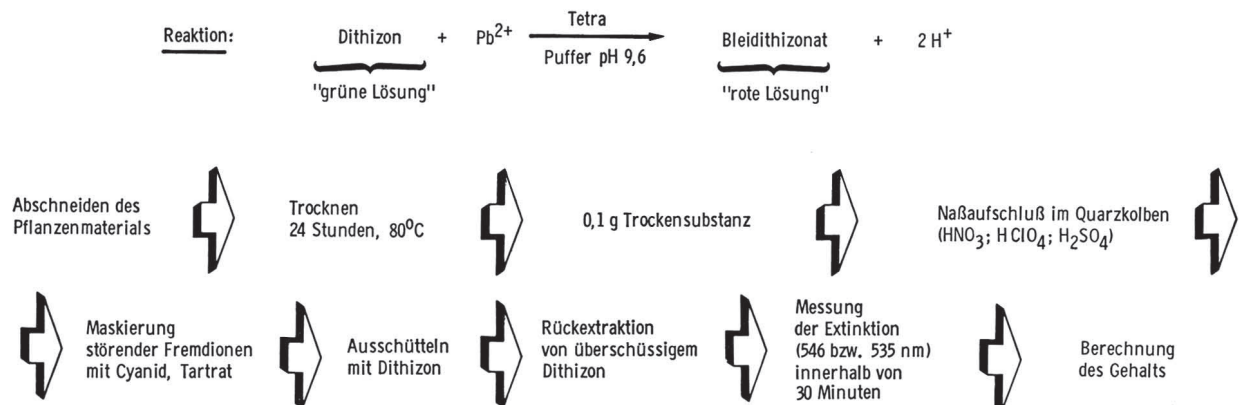 Reaktion: Dithizon + Pb²⁺ Tetra Bleidithizonat + 2 H⁺
Puffer pH 9,6
"grüne Lösung" "rote Lösung"
Abschneiden des
Pflanzenmaterials
Trocknen
24 Stunden, 80°C
0,1 g Trockensubstanz
Naßaufschluß im Quarzkolben
(HNO₃; HClO₄; H₂SO₄)
Maskierung
störender Fremdionen
mit Cyanid, Tartrat
Ausschütteln
mit Dithizon
Rückextraktion
von überschüssigem
Dithizon
Messung
der Extinktion
(546 bzw. 535 nm)
innerhalb von
30 Minuten
Berechnung
des Gehalts